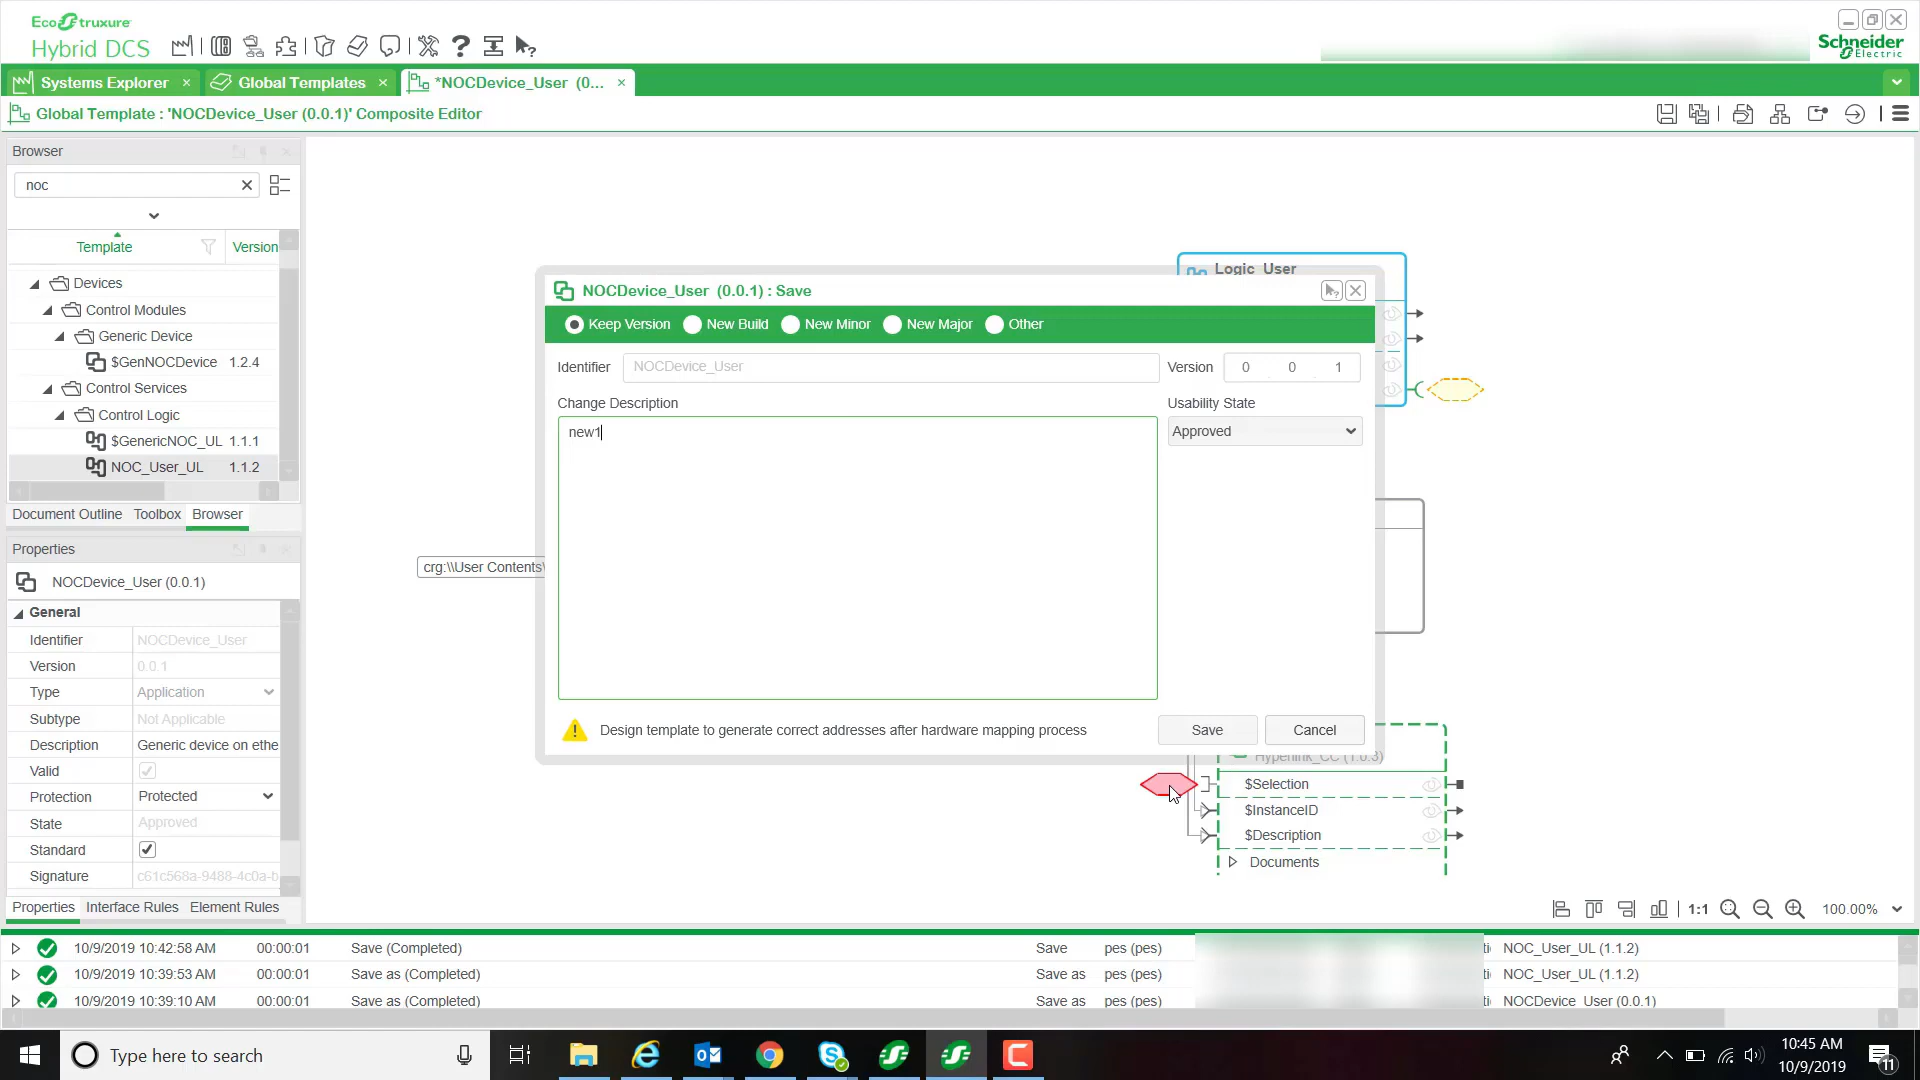 EcoStruxure
Hybrid DCS
Schneider Electric
Systems Explorer
Global Templates
*NOCDevice_User (0...
Global Template : 'NOCDevice_User (0.0.1)' Composite Editor
Browser
noc
Template Version
Devices
Control Modules
Generic Device
$GenNOCDevice 1.2.4
Control Services
Control Logic
$GenericNOC_UL 1.1.1
NOC_User_UL 1.1.2
Document Outline Toolbox Browser
Properties
NOCDevice_User (0.0.1)
General
Identifier NOCDevice_User
Version 0.0.1
Type Application
Subtype Not Applicable
Description Generic device on ethe
Valid
Protection Protected
State Approved
Standard
Signature c61c568a-9488-4c0a-b
Properties Interface Rules Element Rules
crg:\\User Contents\
Logic_User
NOCDevice_User (0.0.1) : Save
Keep Version New Build New Minor New Major Other
Identifier NOCDevice_User Version 0 . 0 . 1
Change Description Usability State
new1 Approved
Design template to generate correct addresses after hardware mapping process Save Cancel
Hyperlink_CC (1.0.3)
$Selection
$InstanceID
$Description
Documents
1:1 100.00%
10/9/2019 10:42:58 AM 00:00:01 Save (Completed) Save pes (pes) NOC_User_UL (1.1.2)
10/9/2019 10:39:53 AM 00:00:01 Save as (Completed) Save as pes (pes) NOC_User_UL (1.1.2)
10/9/2019 10:39:10 AM 00:00:01 Save as (Completed) Save as pes (pes) NOCDevice_User (0.0.1)
Type here to search
10:45 AM
10/9/2019
11